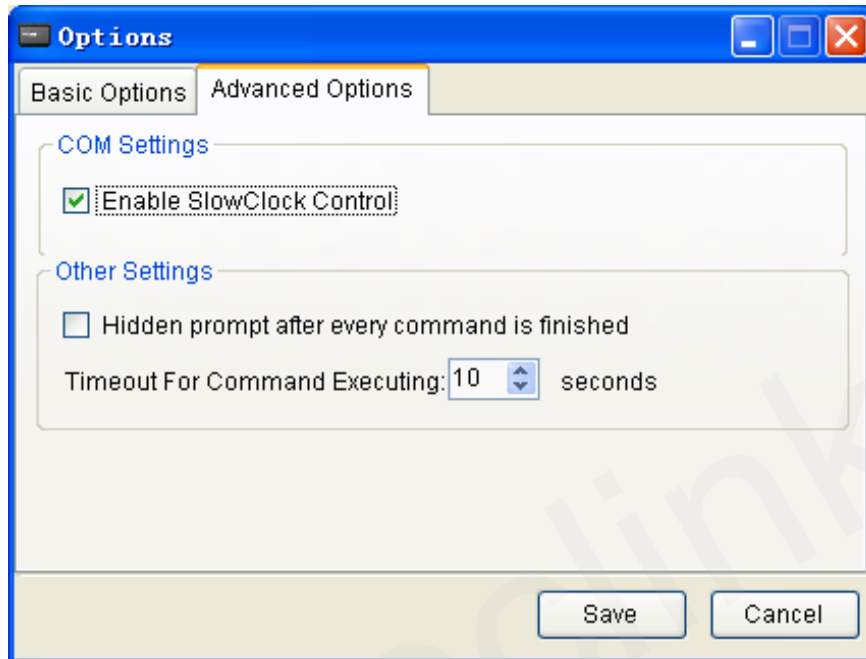 Options
Basic Options Advanced Options
COM Settings
Enable SlowClock Control
Other Settings
Hidden prompt after every command is finished
Timeout For Command Executing: 10 seconds
Save Cancel